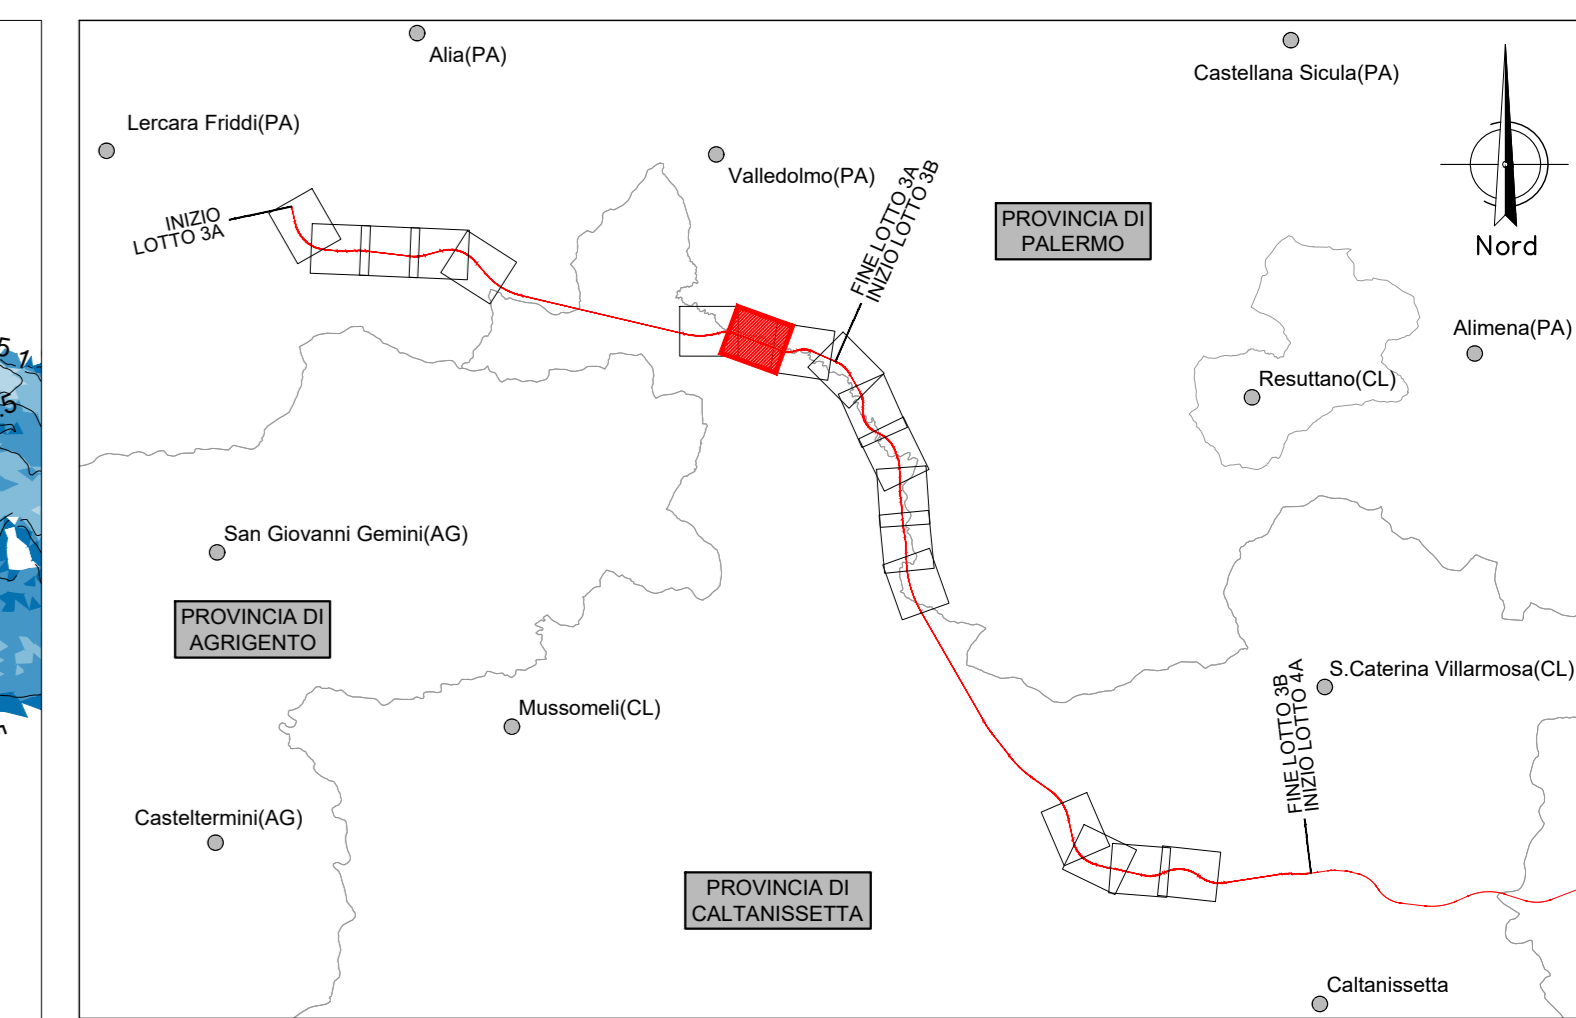 Alia(PA)
Castellana Sicula(PA)
Lercara Friddi(PA)
Valledolmo(PA)
INIZIO
LOTTO 3A
FINE LOTTO 3A
INIZIO LOTTO 3B
PROVINCIA DI
PALERMO
Nord
Alimena(PA)
Resuttano(CL)
San Giovanni Gemini(AG)
PROVINCIA DI
AGRIGENTO
S.Caterina Villarmosa(CL)
Mussomeli(CL)
FINE LOTTO 3B
INIZIO LOTTO 4A
Casteltermini(AG)
PROVINCIA DI
CALTANISSETTA
Caltanissetta